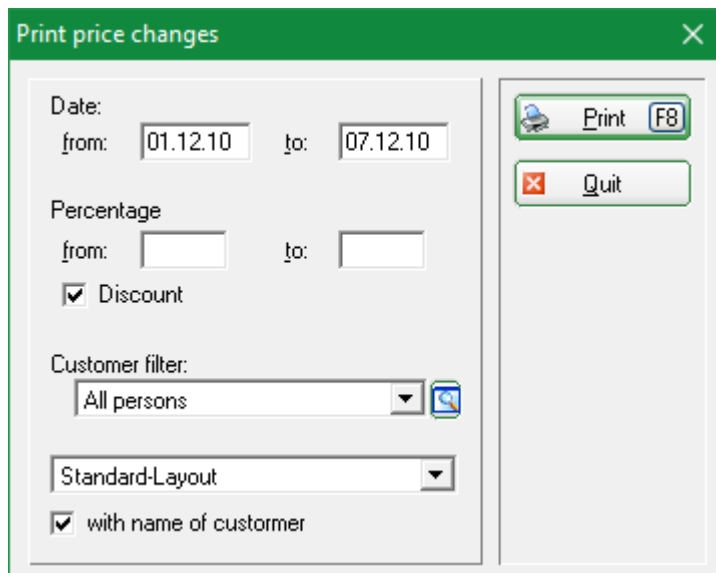 Print price changes
Date:
from: 01.12.10 to: 07.12.10
Print F8
Quit
Percentage
from: to:
Discount
Customer filter:
All persons
Standard-Layout
with name of custormer